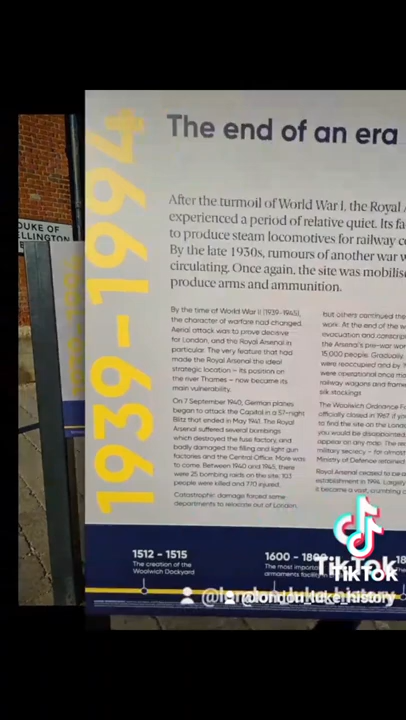 DUKE OF
WELLINGTON
1939-1994
The end of an era
After the turmoil of World War I, the Royal
experienced a period of relative quiet. Its
to produce steam locomotives for railway
By the late 1930s, rumours of another war
circulating. Once again, the site was mobilise
produce arms and ammunition.
By the time of World War II (1939-1945),
the character of warfare had changed.
Aerial attack was to prove decisive
for London, and the Royal Arsenal in
particular. The very feature that had
made the Royal Arsenal the ideal
strategic location – its position on
the river Thames – now became its
main vulnerability.
On 7 September 1940, German planes
began to attack the Capital in a 57-night
Blitz that ended in May 1941. The Royal
Arsenal suffered several bombings
which destroyed the fuse factory, and
badly damaged the filling and light gun
factories and the Central Office. More was
to come. Between 1940 and 1945, there
were 25 bombing raids on the site, 103
people were killed and 770 injured.
Catastrophic damage forced some
departments to relocate out of London,
but others continued the
work. At the end of the w
evacuation and conscrip
the Arsenal's pre-war wor
15,000 people. Gradually,
were reoccupied and by
were operational once m
railway wagons and frame
silk stockings
The Woolwich Ordnance F
officially closed in 1967. If yo
to find the site on the Lond
you would be disappointed.
appear on any map. The re
military secrecy – for almost
Ministry of Defence retained
Royal Arsenal ceased to be a
establishment in 1994. Largely
it became a vast, crumbling
1512 - 1515
The creation of the
Woolwich Dockyard
1600 - 18
The most importa
armaments facility in
TikTok
TikTok
@london_luke_history
@london_luke_history